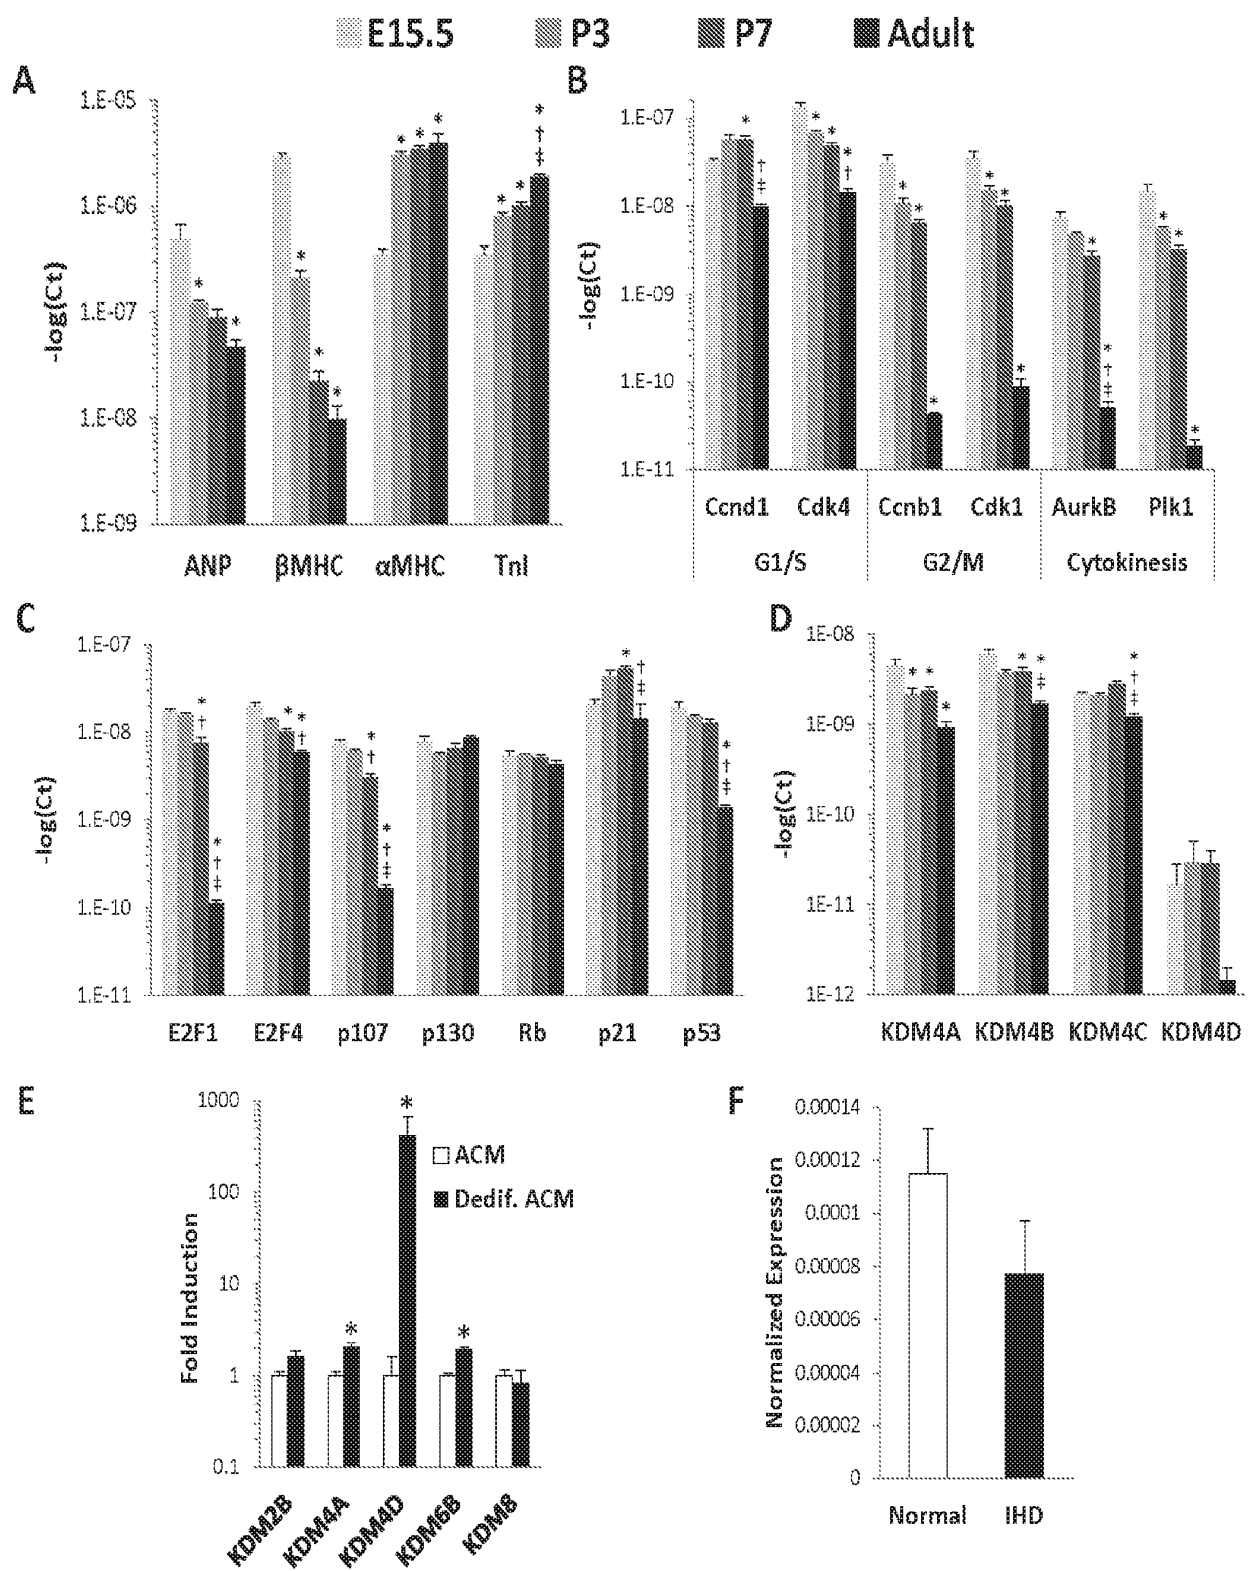 E15.5 P3 P7 Adult
A
1.E-05
1.E-06
1.E-07
1.E-08
1.E-09
-log(Ct)
* * * * * * * * * * * † ‡
ANP βMHC αMHC TnI
B
1.E-07
1.E-08
1.E-09
1.E-10
1.E-11
-log(Ct)
Ccnd1 Cdk4 Ccnb1 Cdk1 AurkB Plk1
G1/S G2/M Cytokinesis
C
1.E-07
1.E-08
1.E-09
1.E-10
1.E-11
-log(Ct)
E2F1 E2F4 p107 p130 Rb p21 p53
D
1E-08
1E-09
1E-10
1E-11
1E-12
-log(Ct)
KDM4A KDM4B KDM4C KDM4D
E
1000
100
10
1
0.1
Fold Induction
ACM
Dedif. ACM
KDM2B KDM4A KDM4D KDM6B KDM8
F
0.00014
0.00012
0.0001
0.00008
0.00006
0.00004
0.00002
0
Normalized Expression
Normal IHD